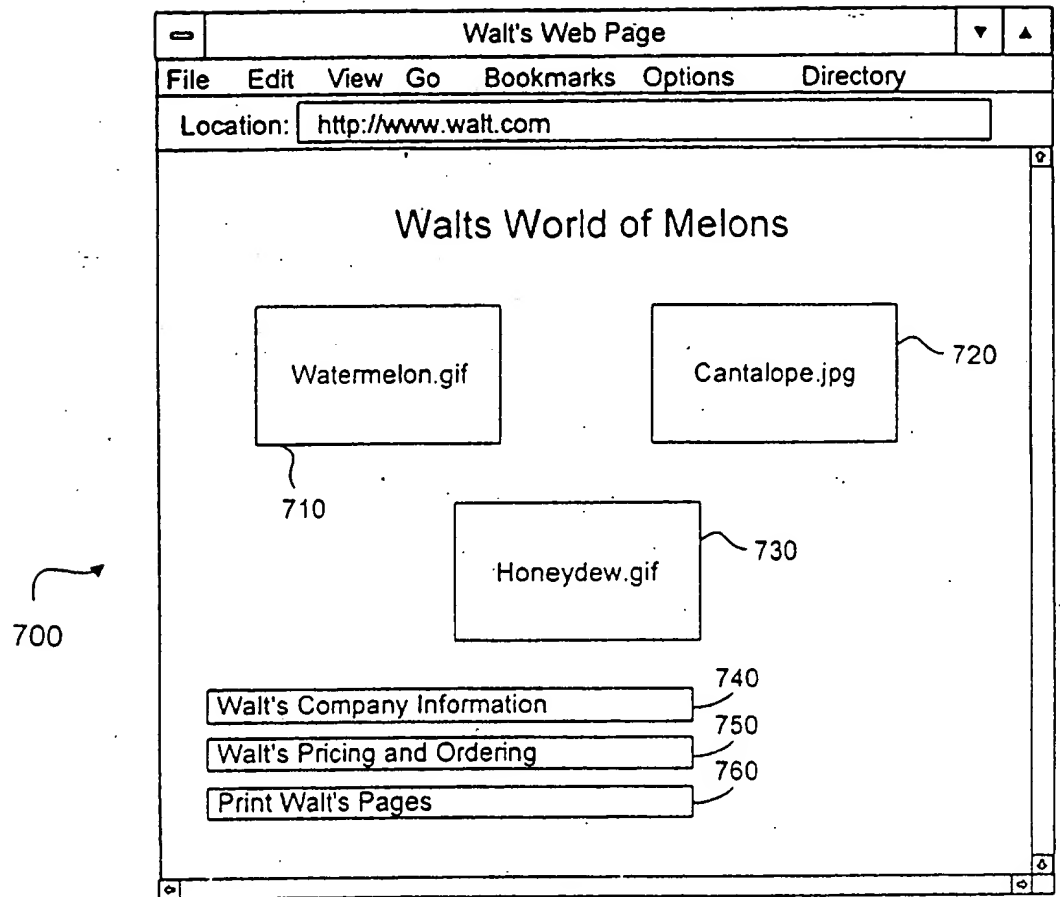 Walt's Web Page
File Edit View Go Bookmarks Options Directory
Location: http://www.walt.com
Walts World of Melons
Watermelon.gif
Cantalope.jpg
720
710
Honeydew.gif
730
700
740
Walt's Company Information
750
Walt's Pricing and Ordering
760
Print Walt's Pages